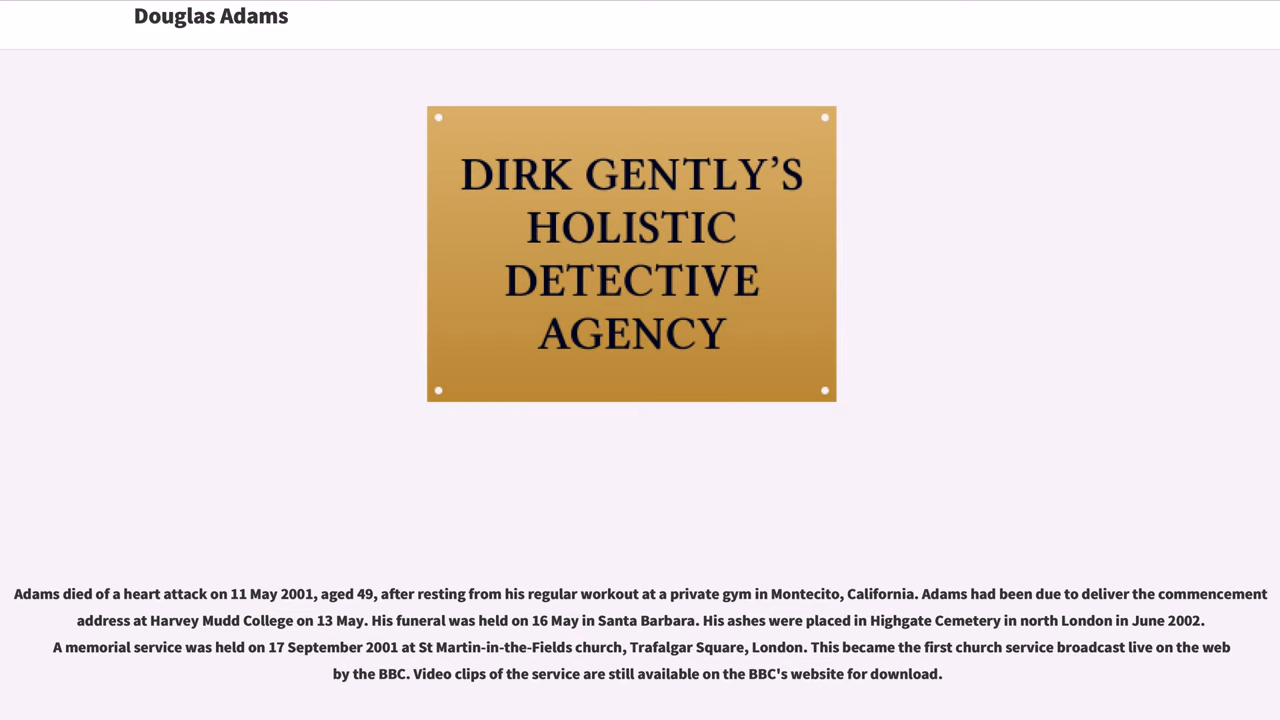 Douglas Adams
DIRK GENTLY’S
HOLISTIC
DETECTIVE
AGENCY
Adams died of a heart attack on 11 May 2001, aged 49, after resting from his regular workout at a private gym in Montecito, California. Adams had been due to deliver the commencement
address at Harvey Mudd College on 13 May. His funeral was held on 16 May in Santa Barbara. His ashes were placed in Highgate Cemetery in north London in June 2002.
A memorial service was held on 17 September 2001 at St Martin-in-the-Fields church, Trafalgar Square, London. This became the first church service broadcast live on the web
by the BBC. Video clips of the service are still available on the BBC's website for download.